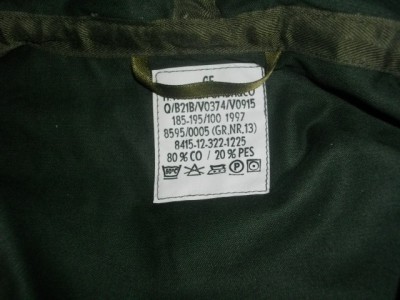 GE
Q/B21B/V0374/V0915
185-195/100 1997
8595/0005 (GR.NR.13)
8415-12-322-1225
80% CO / 20% PES